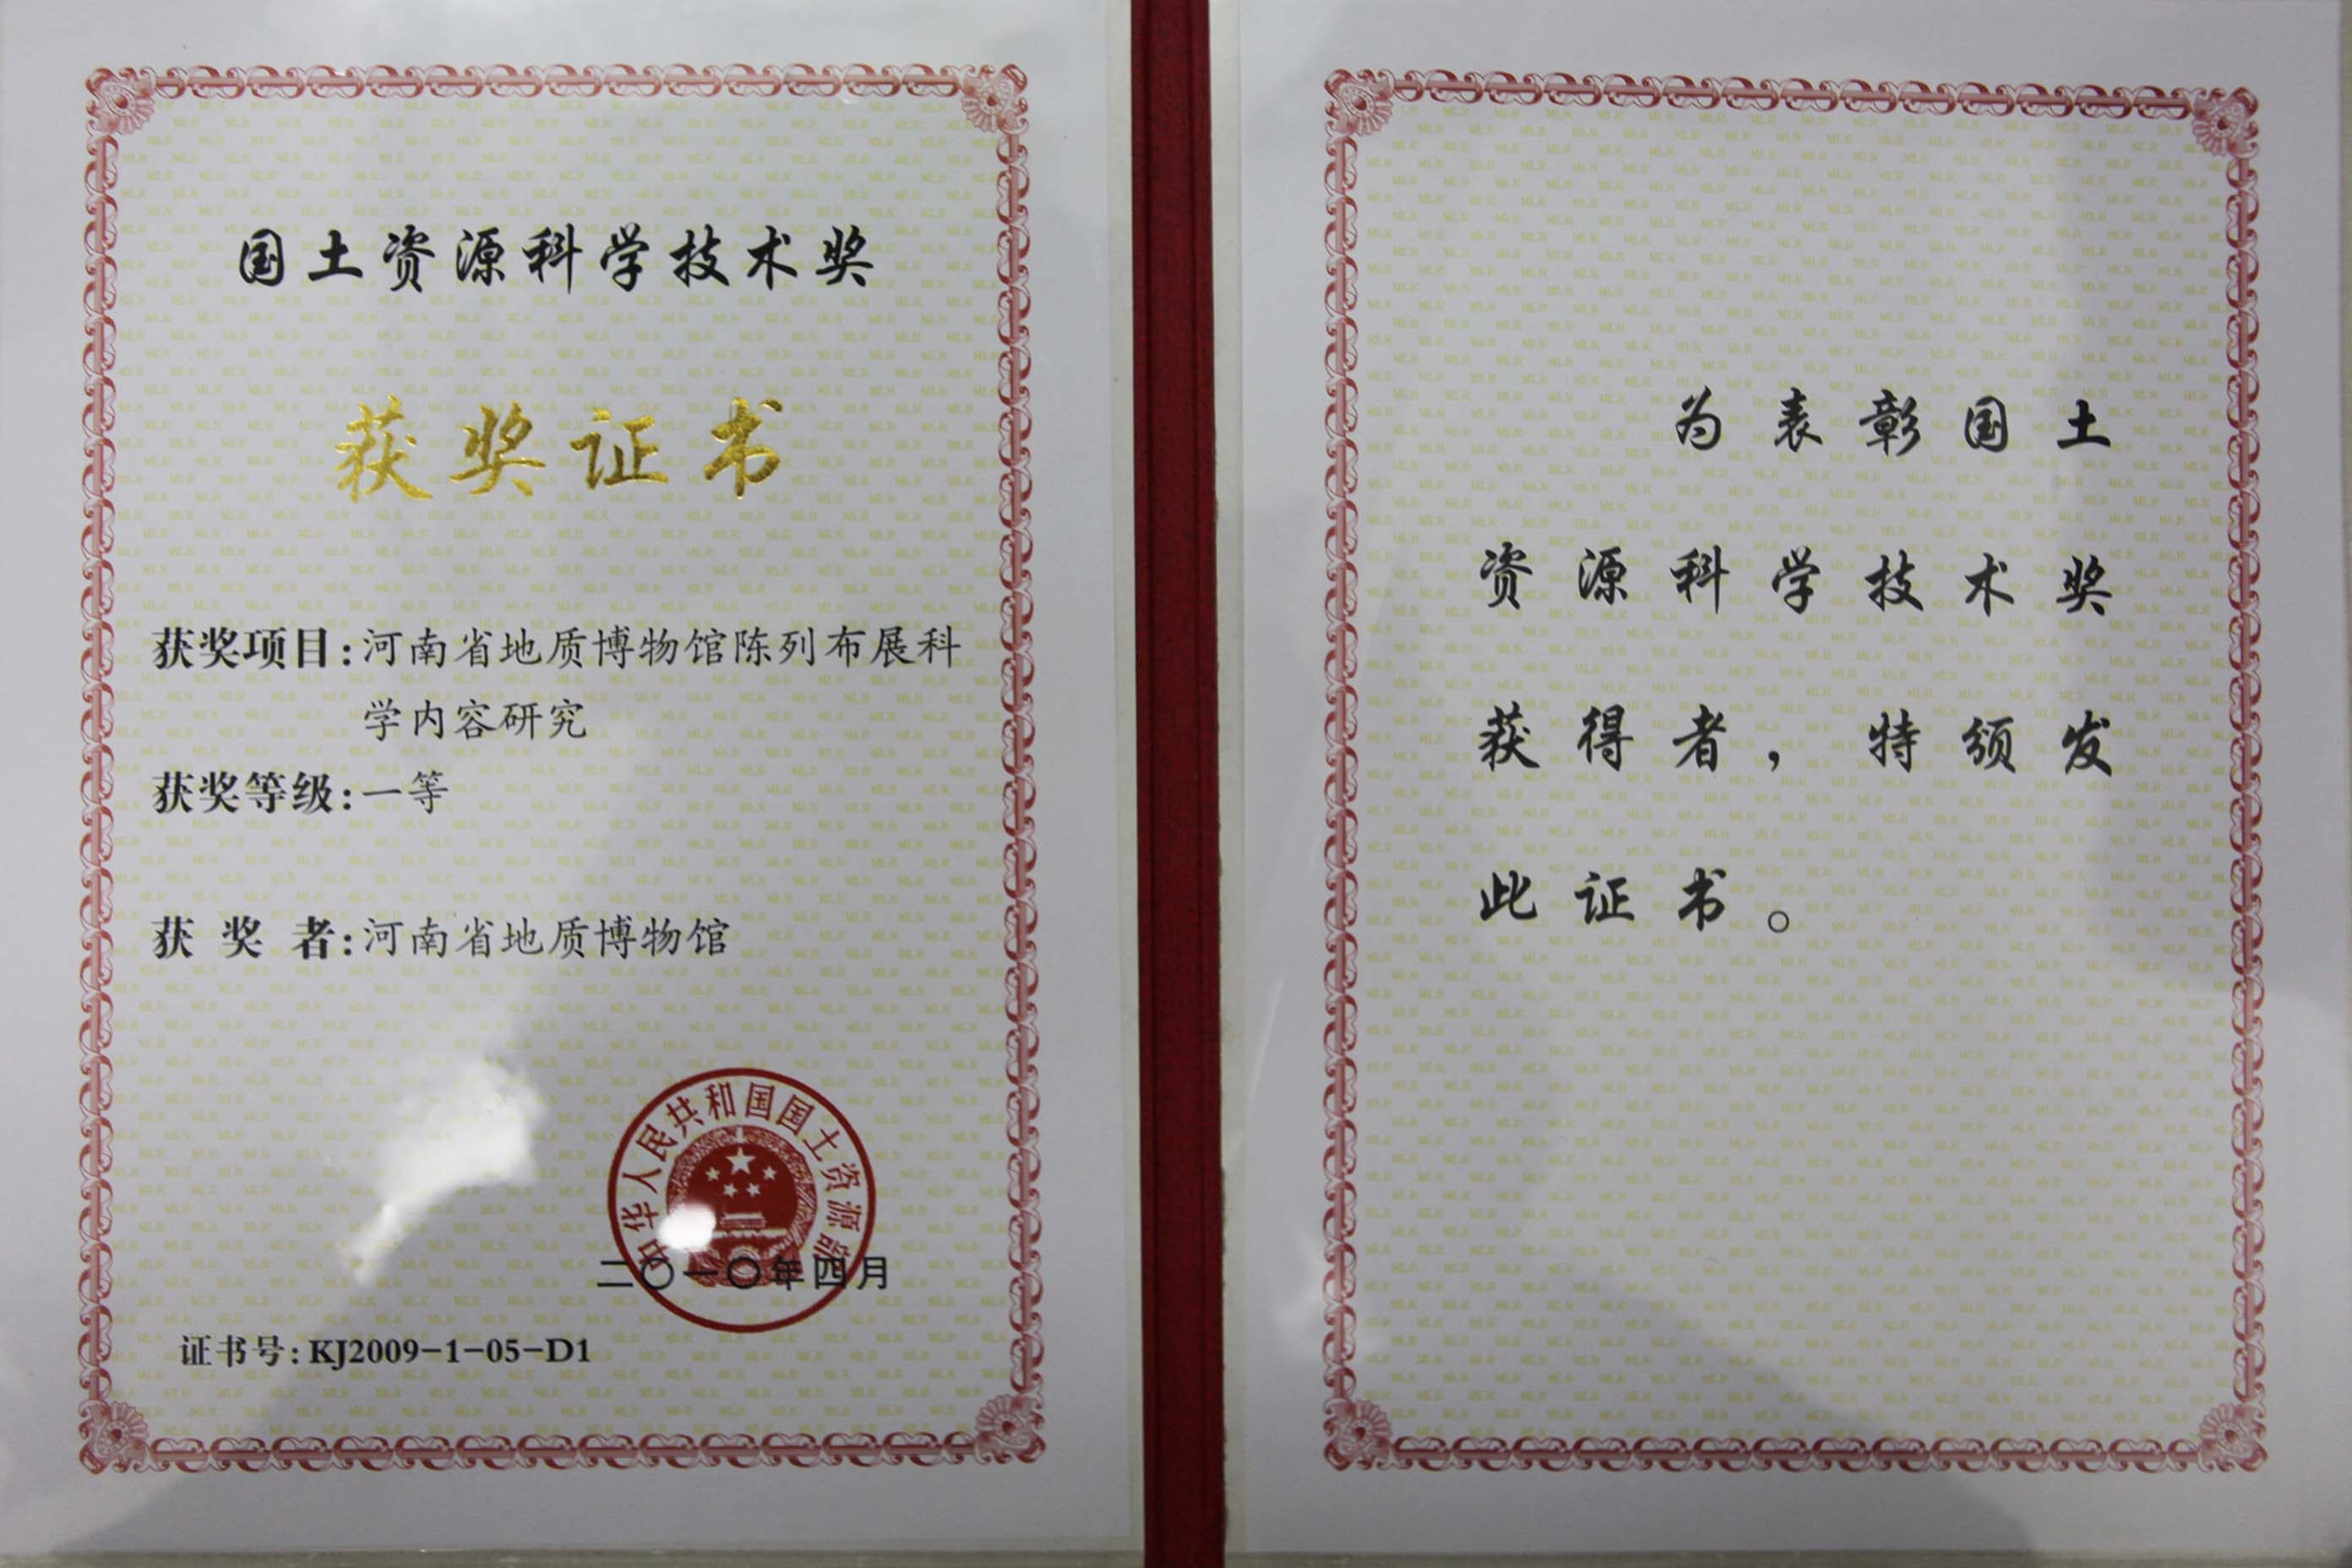 国土资源科学技术奖
获奖证书
获奖项目:河南省地质博物馆陈列布展科
学内容研究
获奖等级:一等
获奖者:河南省地质博物馆
中华人民共和国国土资源部
二〇一〇年四月
证书号:KJ2009-1-05-D1
为表彰国土
资源科学技术奖
获得者，特颁发
此证书。